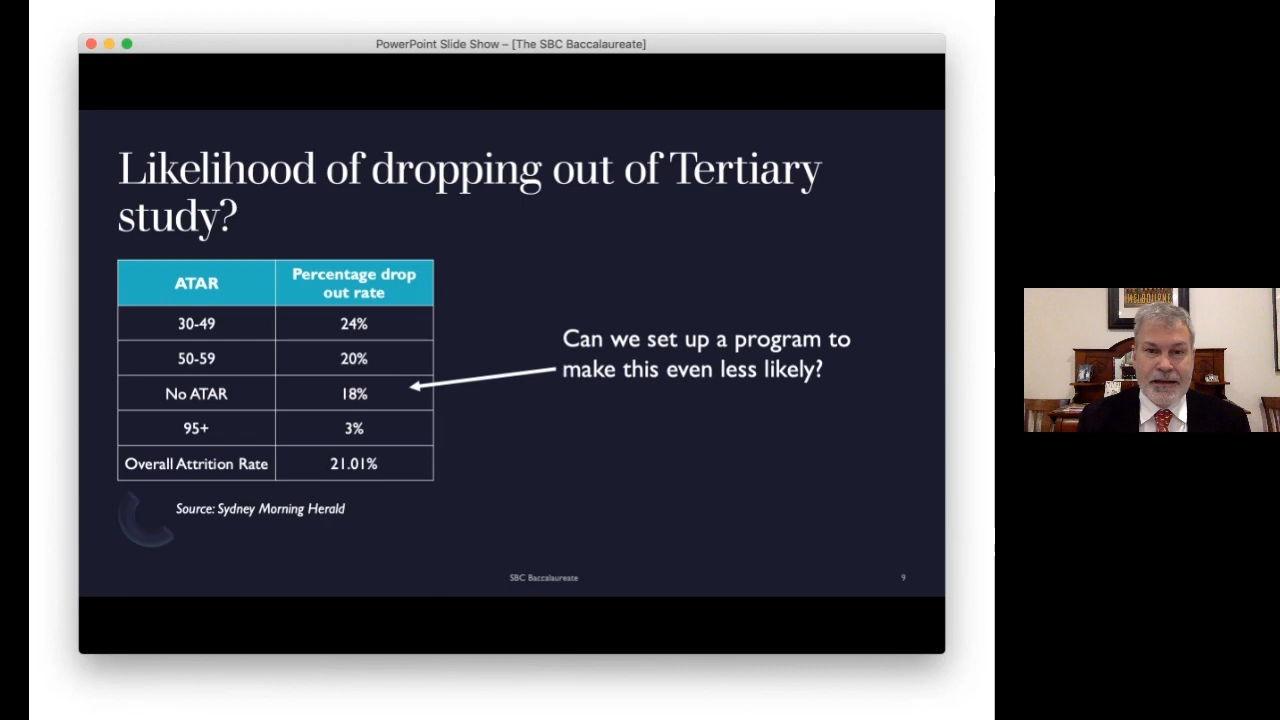 PowerPoint Slide Show – [The SBC Baccalaureate]
Likelihood of dropping out of Tertiary
study?
ATAR
Percentage drop
out rate
30-49
24%
50-59
20%
No ATAR
18%
95+
3%
Overall Attrition Rate
21.01%
Can we set up a program to
make this even less likely?
Source: Sydney Morning Herald
SBC Baccalaureate
9
MELBOURNE